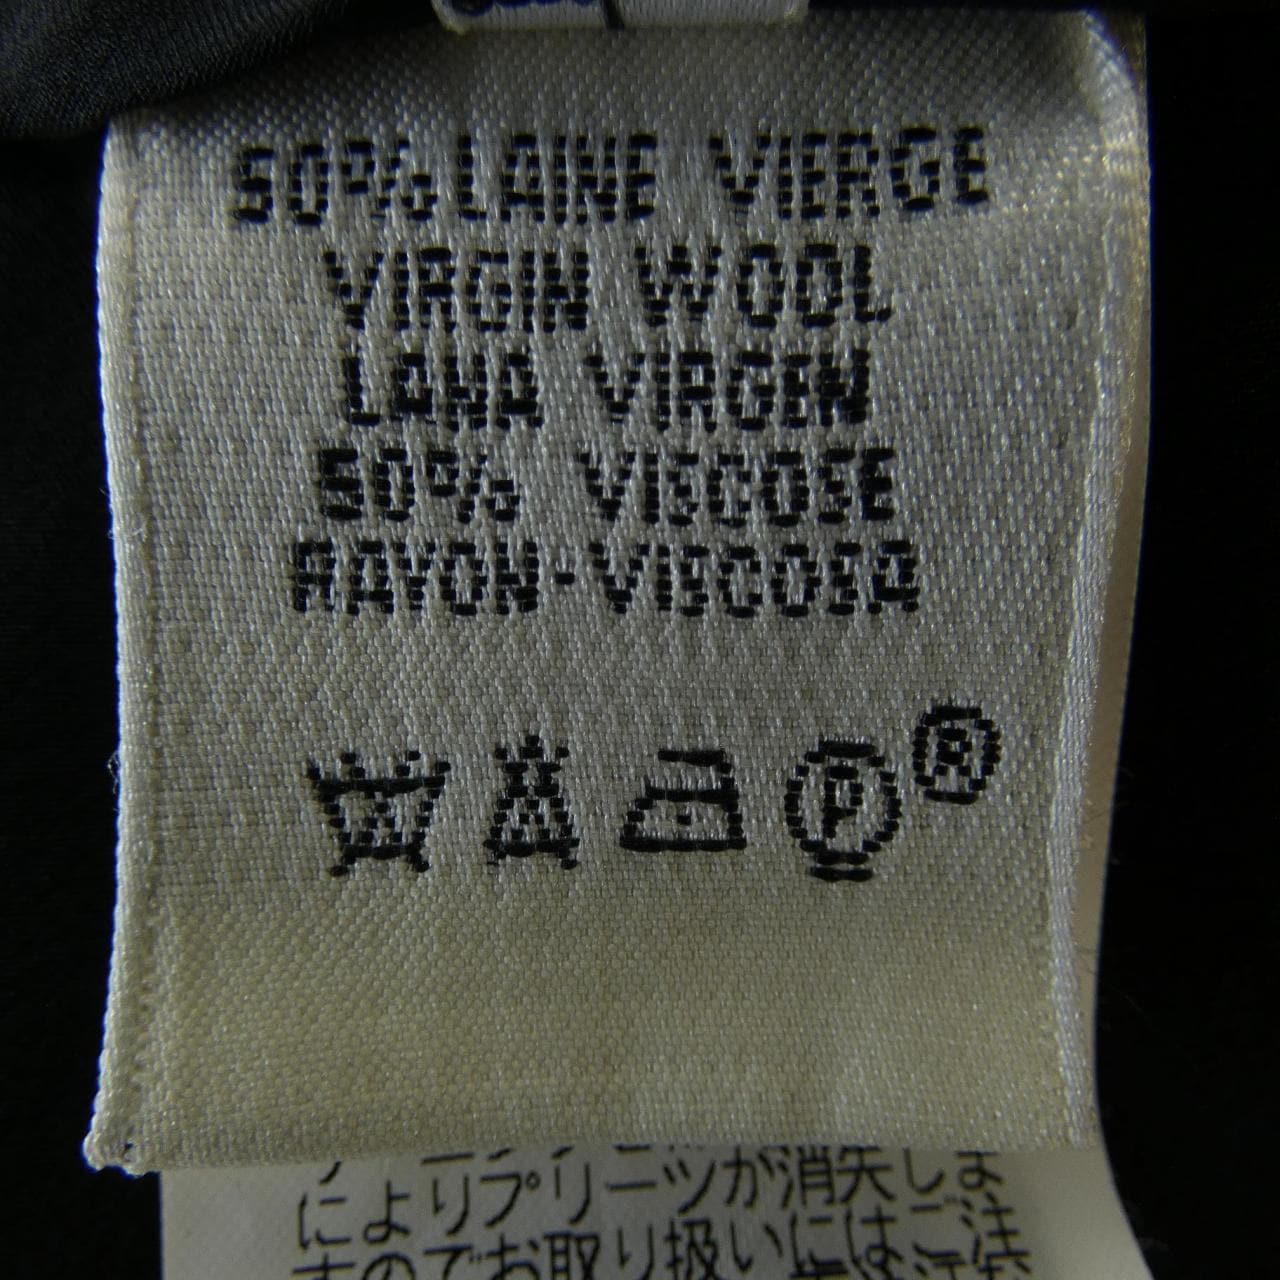 50% LAINE VIERGE
VIRGIN WOOL
LANA VIRGEN
50% VISCOSE
RAYON-VISCOSA
P ®
によりプリーツが消失しま
すのでお取り扱いにはご注